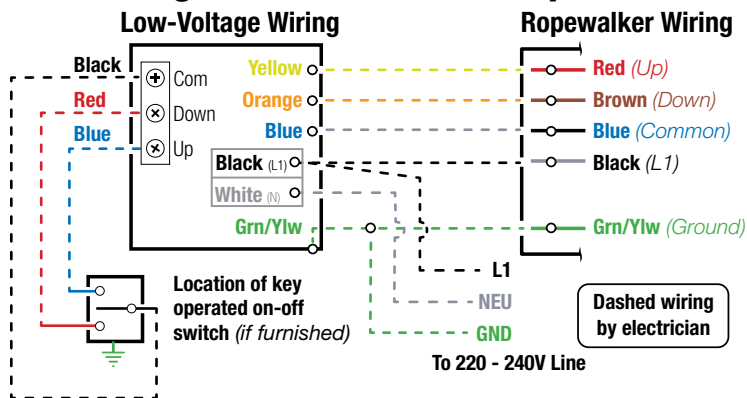 Low-Voltage Wiring
Ropewalker Wiring
Black
Com
Yellow
Red (Up)
Red
Down
Orange
Brown (Down)
Blue
Up
Blue
Blue (Common)
Black (L1)
Black (L1)
White (N)
Grn/Ylw
Grn/Ylw (Ground)
Location of key
operated on-off
switch (if furnished)
L1
NEU
GND
To 220 - 240V Line
Dashed wiring
by electrician